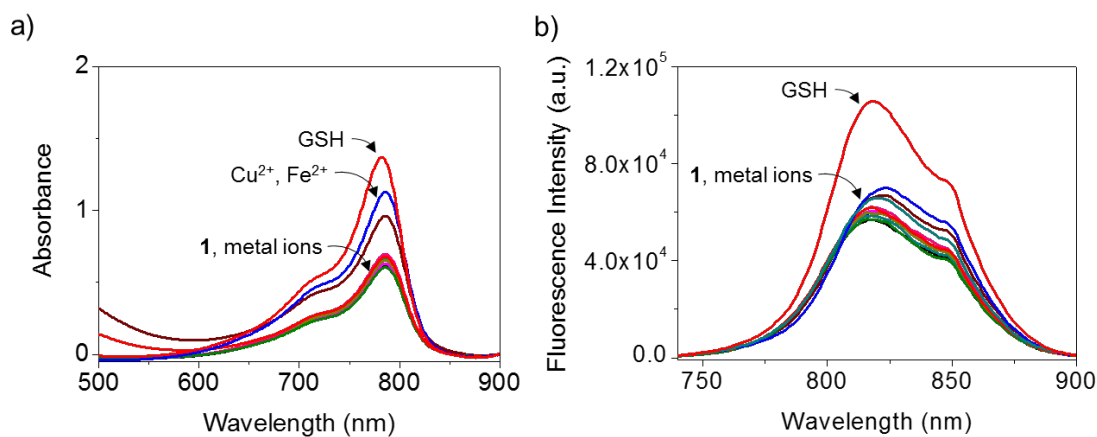 a)
2
1
0
Absorbance
GSH
Cu²⁺, Fe²⁺
1, metal ions
500 600 700 800 900
Wavelength (nm)
b)
1.2x10⁵
8.0x10⁴
4.0x10⁴
0.0
Fluorescence Intensity (a.u.)
GSH
1, metal ions
750 800 850 900
Wavelength (nm)